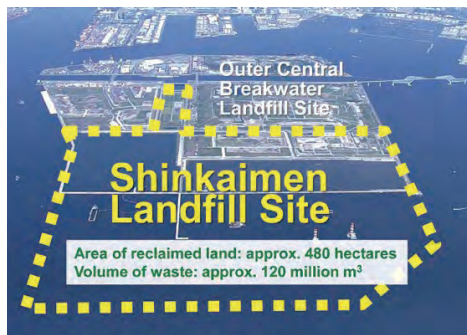 Outer Central
Breakwater
Landfill Site
Shinkaimen
Landfill Site
Area of reclaimed land: approx. 480 hectares
Volume of waste: approx. 120 million m³